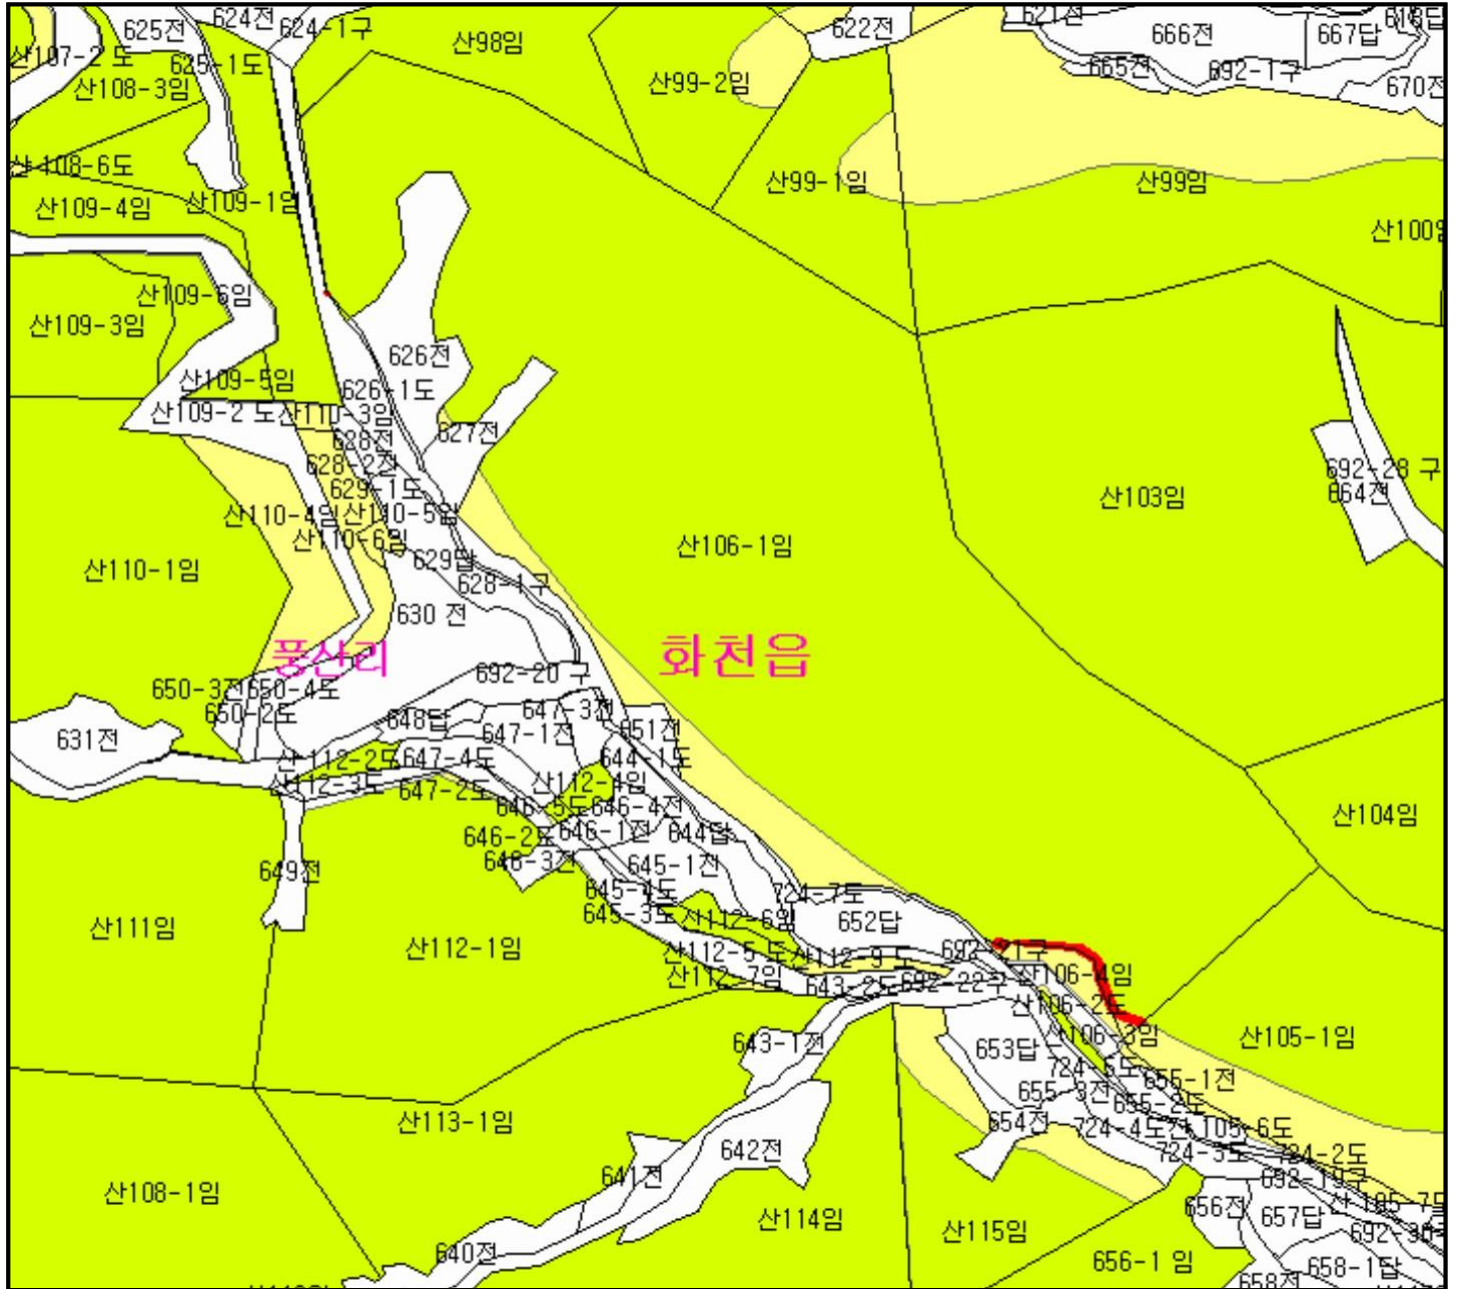 625전
624전
624-1구
산98임
622전
621전
666전
667답
618답
산107-2 도
625-1도
산99-2임
665전
692-1구
670전
산108-3임
산 108-6도
산109-4임
산109-1임
산99-1임
산99임
산100임
산109-6임
산109-3임
626전
산109-5임
626-1도
산109-2 도
산110-3임
628전
627전
628-2전
692-28 구
664전
629-1도
산103임
산110-4임
산110-5임
산110-6임
산106-1임
629답
산110-1임
628-1구
630 전
풍산리
화천읍
692-20 구
650-3전
650-4도
650-2도
648답
647-3전
647-1전
651전
631전
산112-2도
647-4도
644-1도
산112-3도
647-2도
산112-4임
646-5도
646-4전
산104임
646-2도
646-1전
644답
646-3전
645-1전
649전
645-4도
724-7도
645-3도
산112-6임
652답
산111임
산112-1임
산112-5 도
산112-9 도
692-21구
산112-7임
643-2도
692-22구
산106-4임
산106-2도
643-1전
653답
산106-3임
산105-1임
724-5도
655-1전
655-3전
655-2도
산113-1임
654전
724-4도
산 105-6도
642전
724-3도
724-2도
641전
692-19구
산108-1임
656전
산 105-7도
산114임
산115임
657답
640전
656-1 임
658-1답
658전